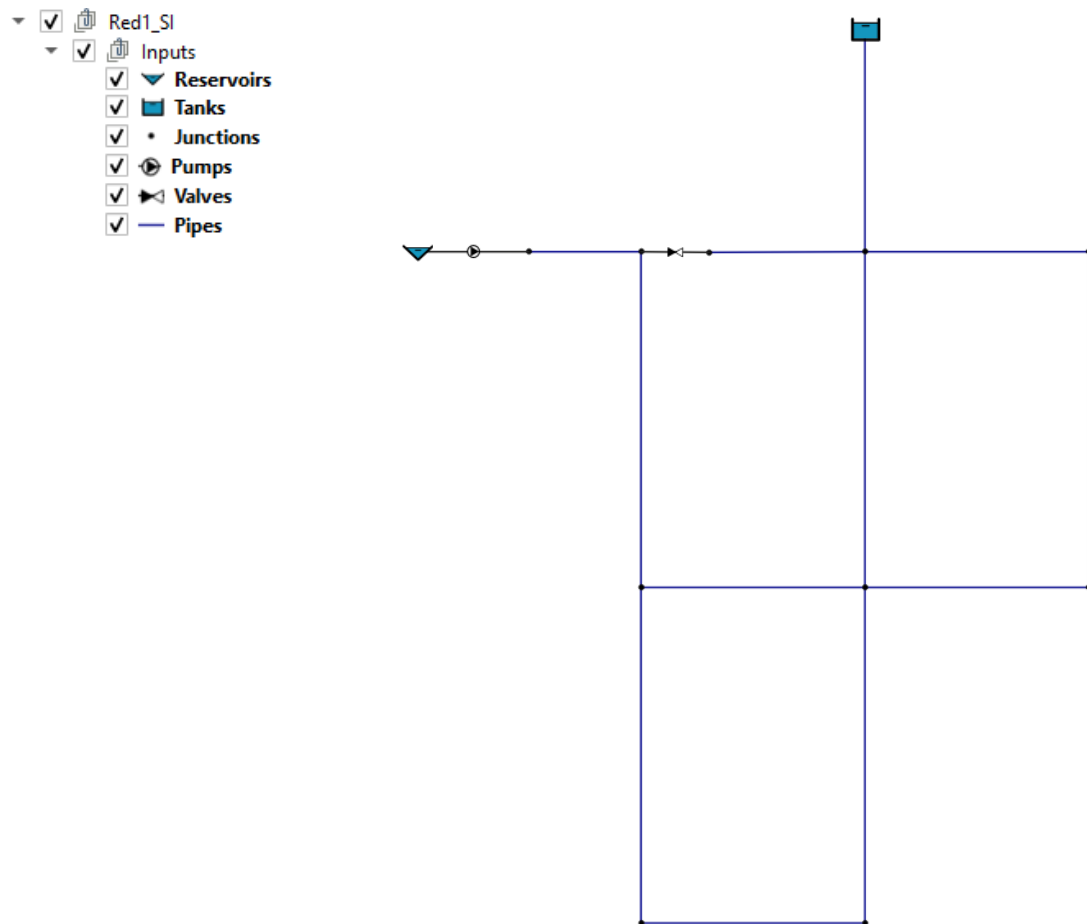 Red1_SI
Inputs
Reservoirs
Tanks
Junctions
Pumps
Valves
Pipes